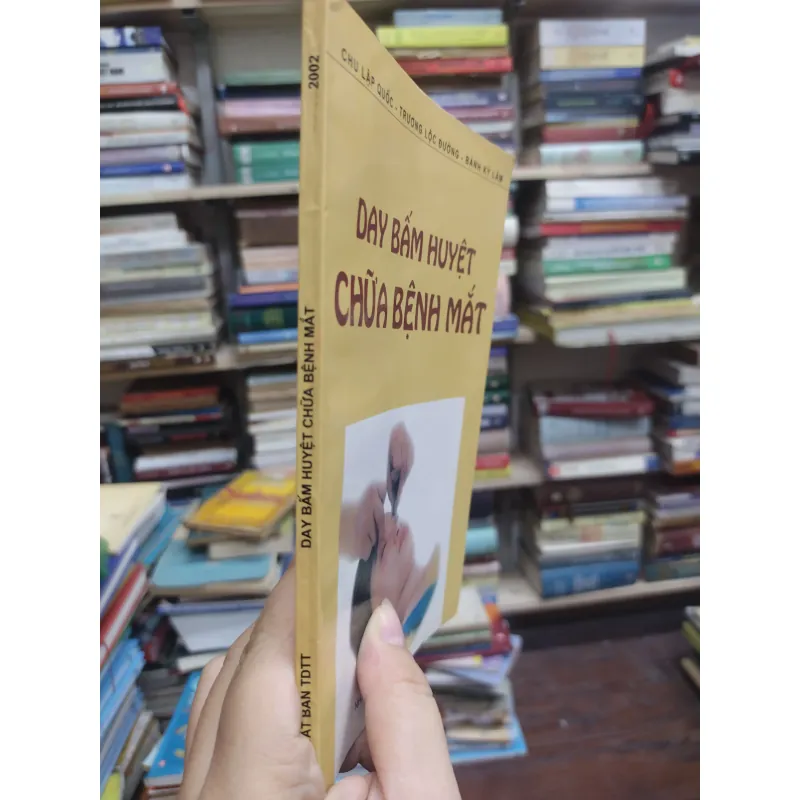 CHU LẬP QUỐC - TRƯƠNG LỘC ĐƯỜNG - BÀNH KỲ LÂM
DAY BẤM HUYỆT
CHỮA BỆNH MẮT
2002
DAY BẤM HUYỆT CHỮA BỆNH MẮT
ẤT BẢN TDTT